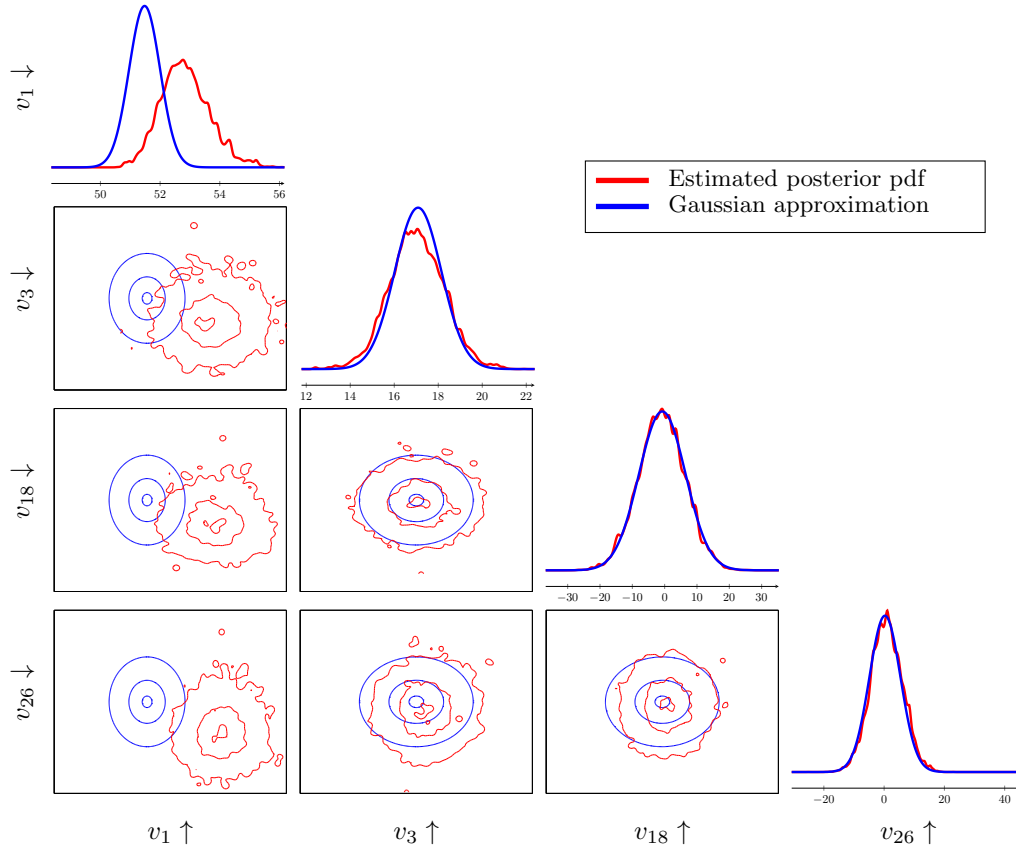 v1 ↓
50 52 54 56
Estimated posterior pdf
Gaussian approximation
v3 ↓
12 14 16 18 20 22
v18 ↓
−30 −20 −10 0 10 20 30
v26 ↓
−20 0 20 40
v1 ↑ v3 ↑ v18 ↑ v26 ↑